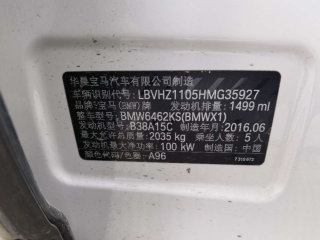 华晨宝马汽车有限公司制造
车辆识别代号: LBVHZ1105HMG35927
品牌:宝马(BMW)牌 发动机排量:1499 ml
整车型号: BMW6462KS(BMWX1)
发动机型号: B38A15C 制造年月:2016.06
最大允许总质量: 2035 kg 乘坐人数: 5 人
发动机最大净功率: 100 kW 制造国: 中国
颜色代码/色案: A96